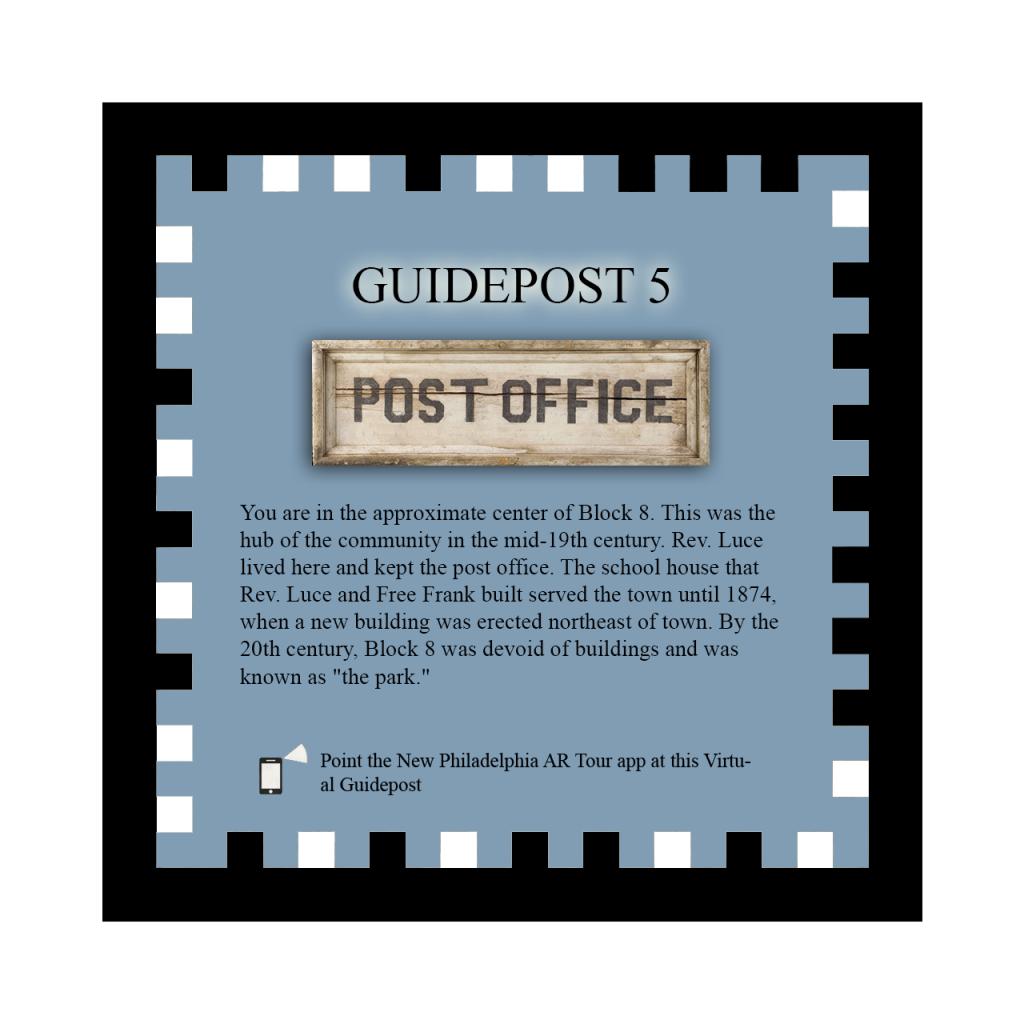 GUIDEPOST 5
POST OFFICE
You are in the approximate center of Block 8. This was the
hub of the community in the mid-19th century. Rev. Luce
lived here and kept the post office. The school house that
Rev. Luce and Free Frank built served the town until 1874,
when a new building was erected northeast of town. By the
20th century, Block 8 was devoid of buildings and was
known as "the park."
Point the New Philadelphia AR Tour app at this Virtu-
al Guidepost